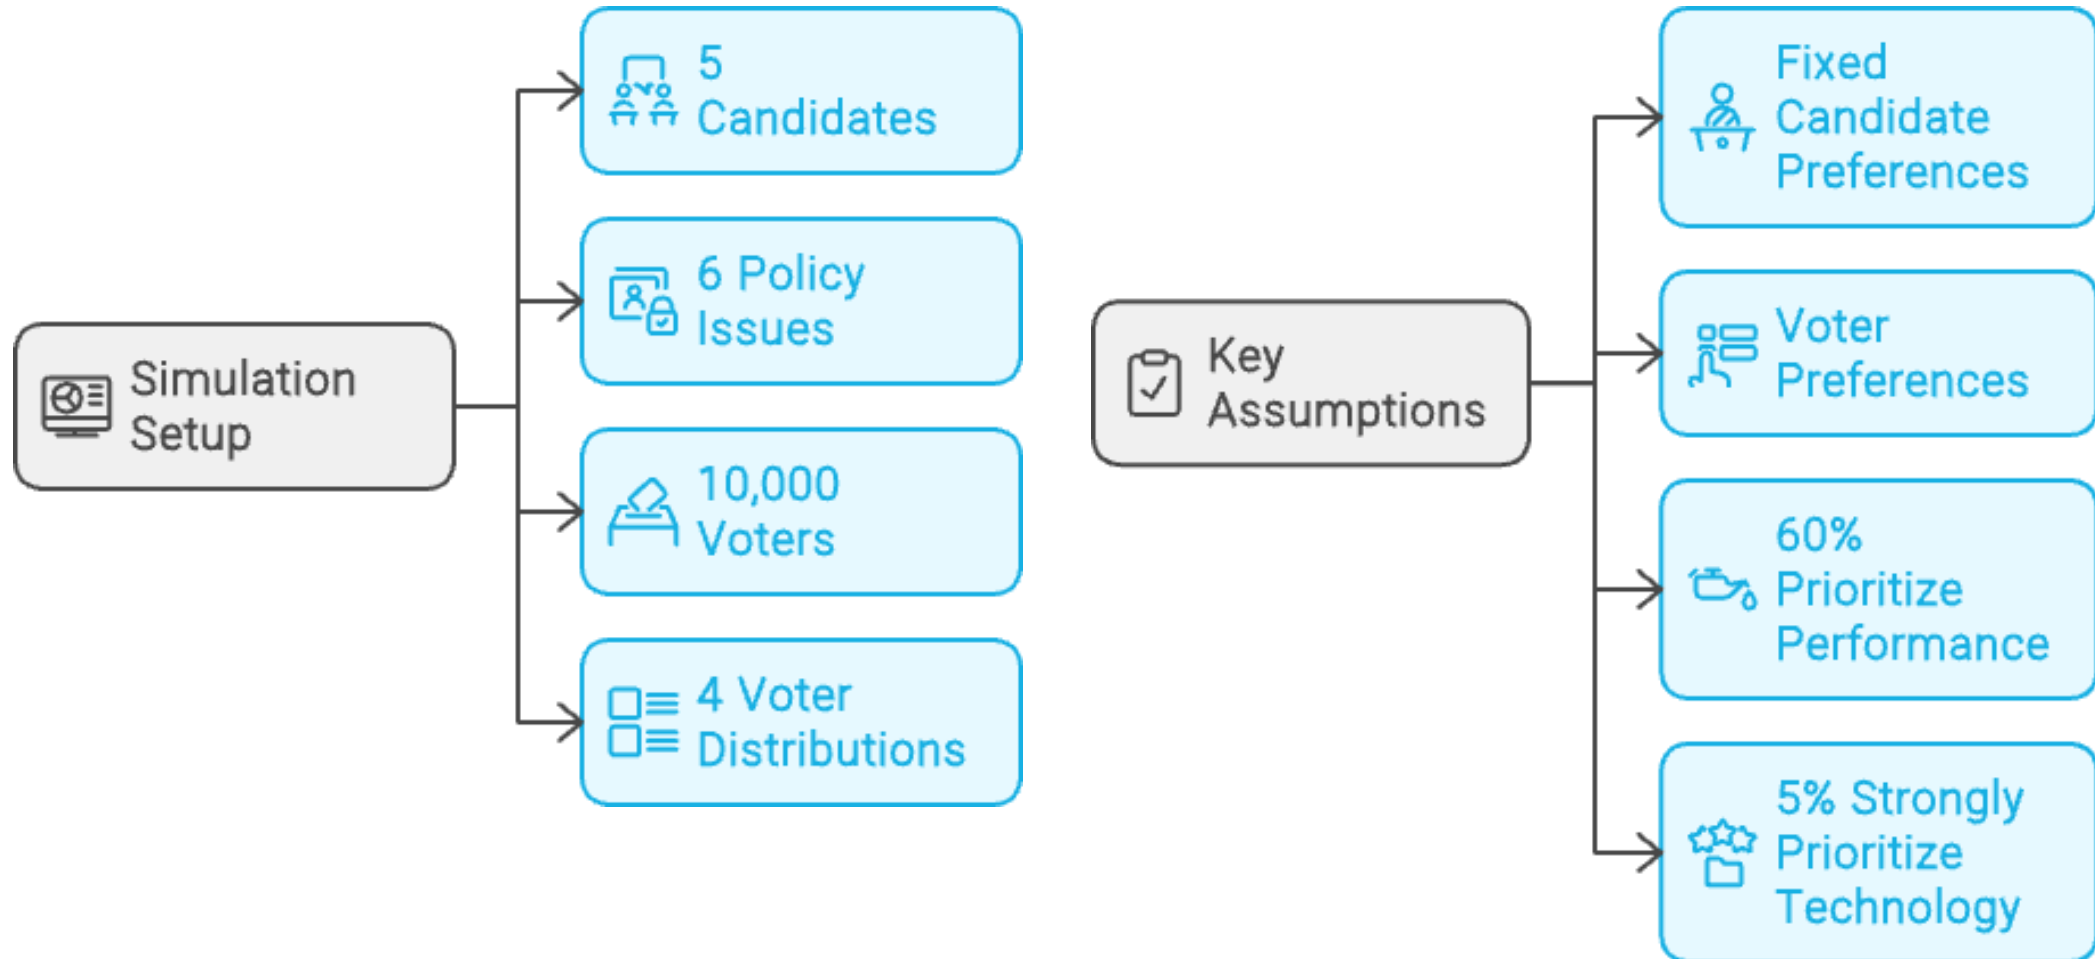 Simulation
Setup
5
Candidates
6 Policy
Issues
10,000
Voters
4 Voter
Distributions
Key
Assumptions
Fixed
Candidate
Preferences
Voter
Preferences
60%
Prioritize
Performance
5% Strongly
Prioritize
Technology